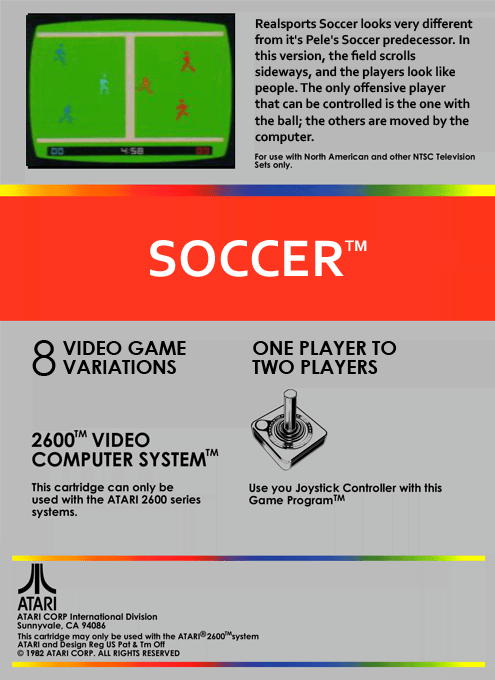 Realsports Soccer looks very different
from it's Pele's Soccer predecessor. In
this version, the field scrolls
sideways, and the players look like
people. The only offensive player
that can be controlled is the one with
the ball; the others are moved by the
computer.
For use with North American and other NTSC Television
Sets only.
00 4:58 03
SOCCER™
8 VIDEO GAME
VARIATIONS
ONE PLAYER TO
TWO PLAYERS
2600™ VIDEO
COMPUTER SYSTEM™
This cartridge can only be
used with the ATARI 2600 series
systems.
Use you Joystick Controller with this
Game Program™
ATARI
ATARI CORP International Division
Sunnyvale, CA 94086
This cartridge may only be used with the ATARI®2600™system
ATARI and Design Reg US Pat & Tm Off
© 1982 ATARI CORP. ALL RIGHTS RESERVED